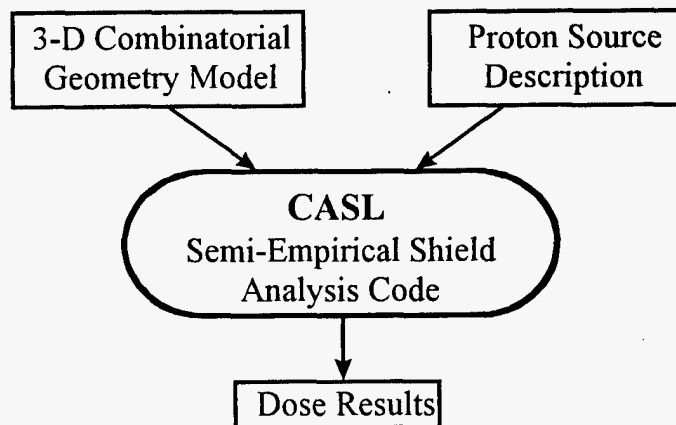 3-D Combinatorial
Geometry Model
Proton Source
Description
CASL
Semi-Empirical Shield
Analysis Code
Dose Results